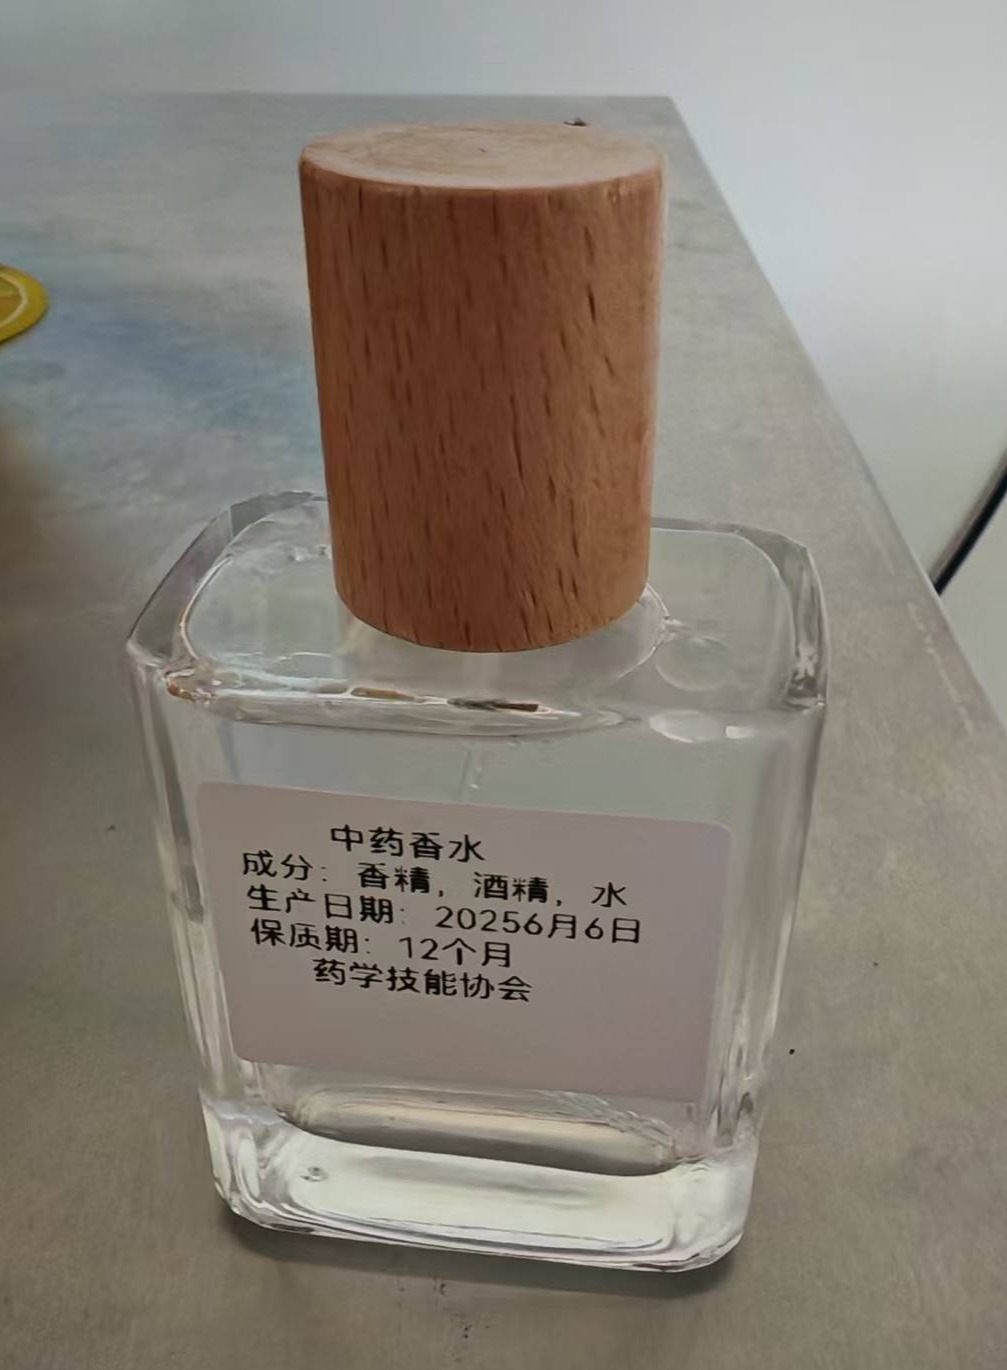 中药香水
成分：香精，酒精，水
生产日期：20256月6日
保质期：12个月
药学技能协会